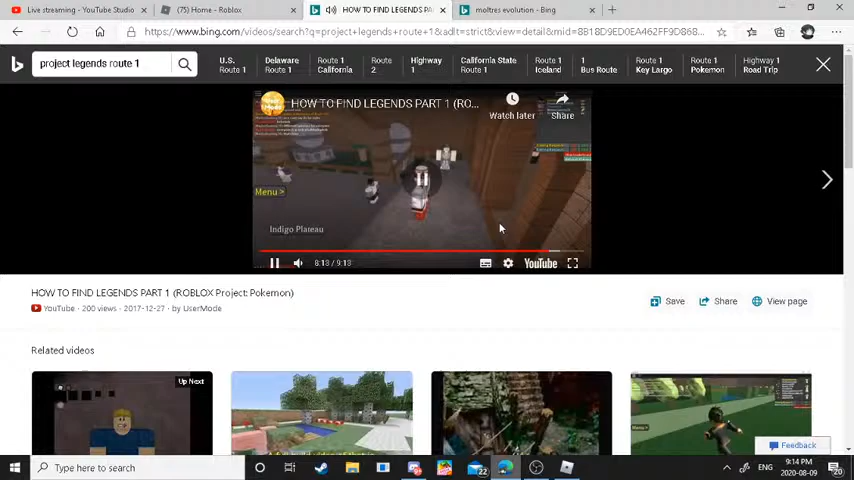 Live streaming - YouTube Studio
(75) Home - Roblox
HOW TO FIND LEGENDS PAR
moltres evolution - Bing
https://www.bing.com/videos/search?q=project+legends+route+1&adlt=strict&view=detail&mid=8B18D9ED0EA462FF9D868...
project legends route 1
U.S. Route 1
Delaware Route 1
Route 1 California
Route 2
Highway 1
California State Route 1
Route 1 Iceland
1 Bus Route
Route 1 Key Largo
Route 1 Pokemon
Highway 1 Road Trip
HOW TO FIND LEGENDS PART 1 (RO...
Watch later
Share
Menu >
Indigo Plateau
8:13 / 9:13
YouTube
HOW TO FIND LEGENDS PART 1 (ROBLOX Project: Pokemon)
YouTube · 200 views · 2017-12-27 · by UserMode
Save
Share
View page
Related videos
Up Next
Feedback
Type here to search
22
ENG
9:14 PM
2020-08-09
20